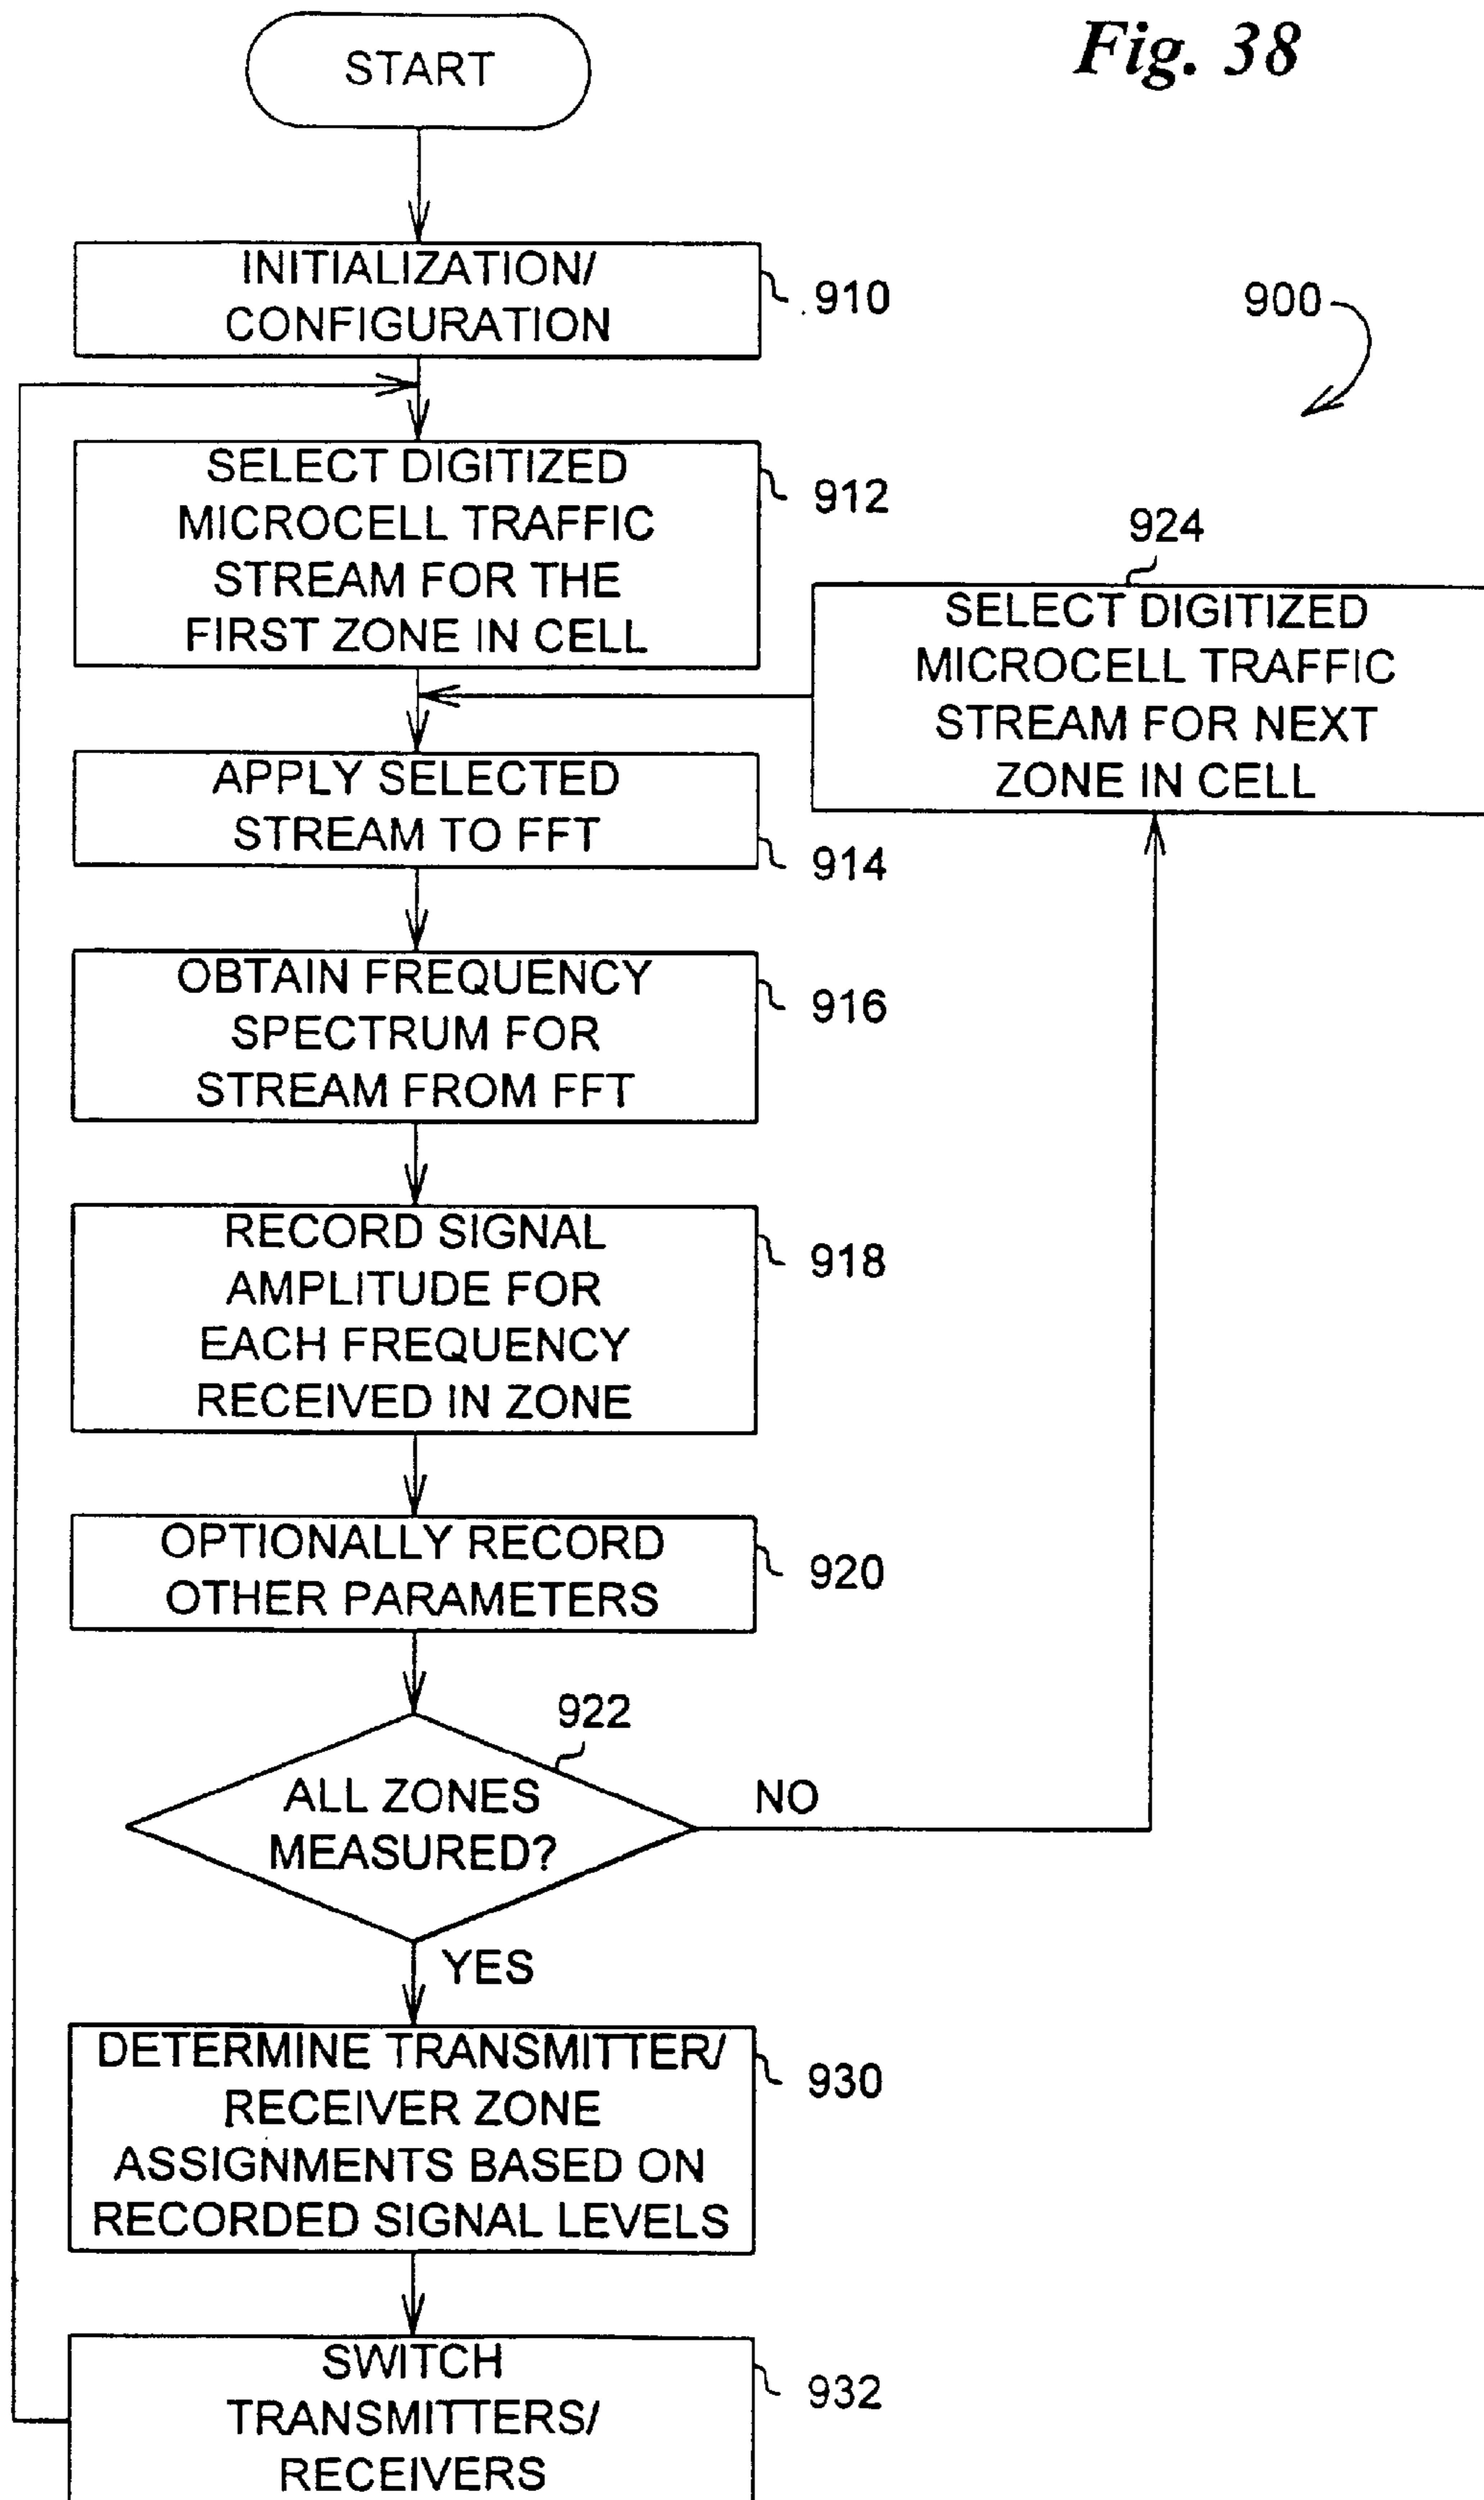 Fig. 38
START
INITIALIZATION/
CONFIGURATION
910
900
SELECT DIGITIZED
MICROCELL TRAFFIC
STREAM FOR THE
FIRST ZONE IN CELL
912
924
SELECT DIGITIZED
MICROCELL TRAFFIC
STREAM FOR NEXT
ZONE IN CELL
APPLY SELECTED
STREAM TO FFT
914
OBTAIN FREQUENCY
SPECTRUM FOR
STREAM FROM FFT
916
RECORD SIGNAL
AMPLITUDE FOR
EACH FREQUENCY
RECEIVED IN ZONE
918
OPTIONALLY RECORD
OTHER PARAMETERS
920
922
ALL ZONES
MEASURED?
NO
YES
DETERMINE TRANSMITTER/
RECEIVER ZONE
ASSIGNMENTS BASED ON
RECORDED SIGNAL LEVELS
930
SWITCH
TRANSMITTERS/
RECEIVERS
932